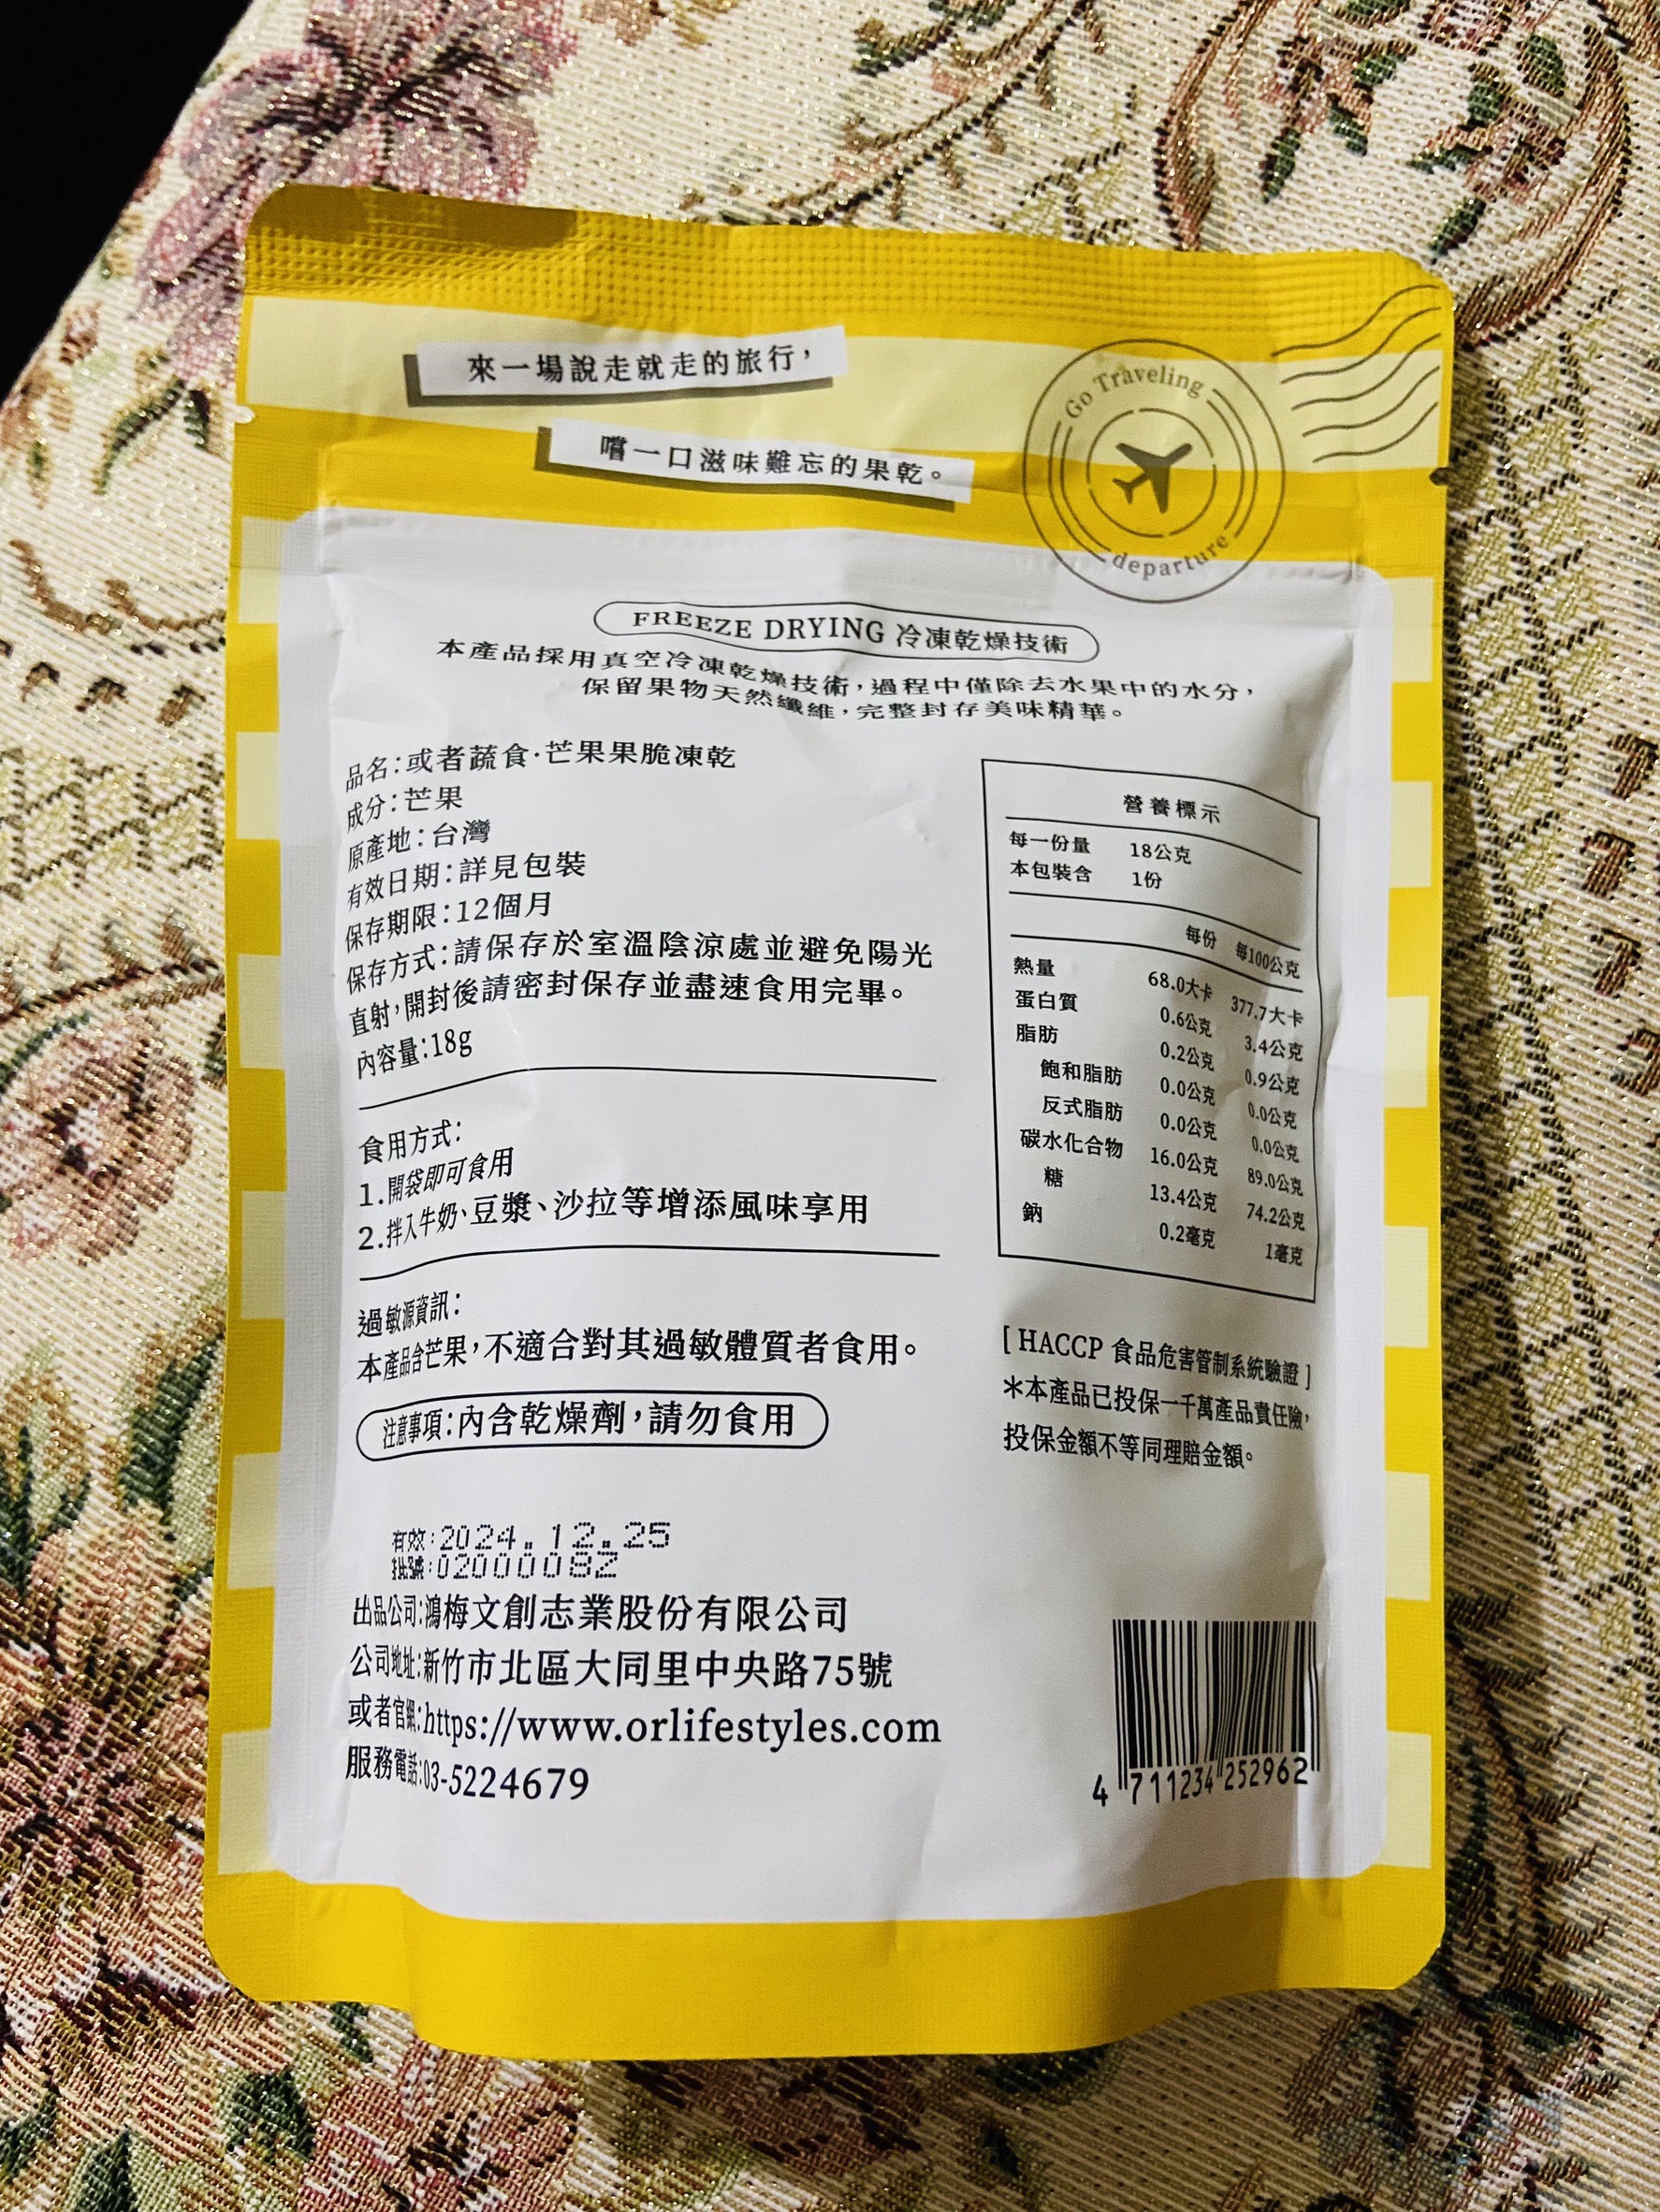 來一場說走就走的旅行，
嚐一口滋味難忘的果乾。
Go Traveling
departure
FREEZE DRYING 冷凍乾燥技術
本產品採用真空冷凍乾燥技術，過程中僅除去水果中的水分，
保留果物天然纖維，完整封存美味精華。
品名：或者蔬食·芒果果脆凍乾
成分：芒果
原產地：台灣
有效日期：詳見包裝
保存期限：12個月
保存方式：請保存於室溫陰涼處並避免陽光
直射，開封後請密封保存並盡速食用完畢。
內容量：18g
食用方式：
1.開袋即可食用
2.拌入牛奶、豆漿、沙拉等增添風味享用
過敏源資訊：
本產品含芒果，不適合對其過敏體質者食用。
注意事項：內含乾燥劑，請勿食用
有效：2024.12.25
批號：0200008Z
出品公司：鴻梅文創志業股份有限公司
公司地址：新竹市北區大同里中央路75號
或者官網：https://www.orlifestyles.com
服務電話：03-5224679
營養標示
每一份量 18公克
本包裝含 1份
每份 每100公克
熱量 68.0大卡 377.7大卡
蛋白質 0.6公克 3.4公克
脂肪 0.2公克 0.9公克
飽和脂肪 0.0公克 0.0公克
反式脂肪 0.0公克 0.0公克
碳水化合物 16.0公克 89.0公克
糖 13.4公克 74.2公克
鈉 0.2毫克 1毫克
[ HACCP 食品危害管制系統驗證 ]
＊本產品已投保一千萬產品責任險，
投保金額不等同理賠金額。
4 711234 252962